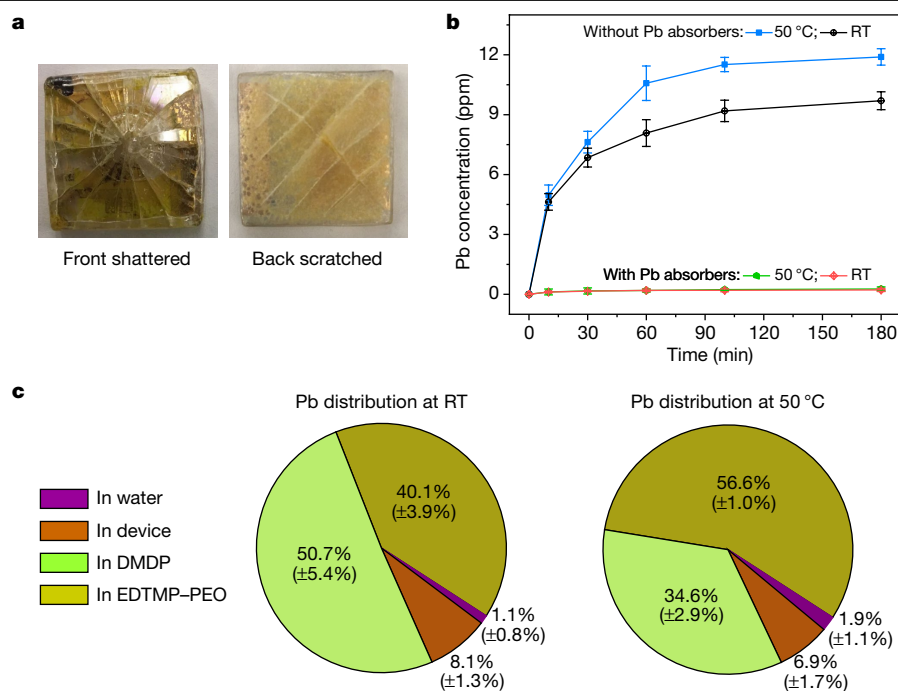 a
Front shattered
Back scratched
b
Without Pb absorbers: 50 °C; RT
With Pb absorbers: 50 °C; RT
12
9
6
3
0
Pb concentration (ppm)
0 30 60 90 120 150 180
Time (min)
c
Pb distribution at RT
Pb distribution at 50 °C
In water
In device
In DMDP
In EDTMP–PEO
40.1%
(±3.9%)
50.7%
(±5.4%)
1.1%
(±0.8%)
8.1%
(±1.3%)
56.6%
(±1.0%)
34.6%
(±2.9%)
1.9%
(±1.1%)
6.9%
(±1.7%)